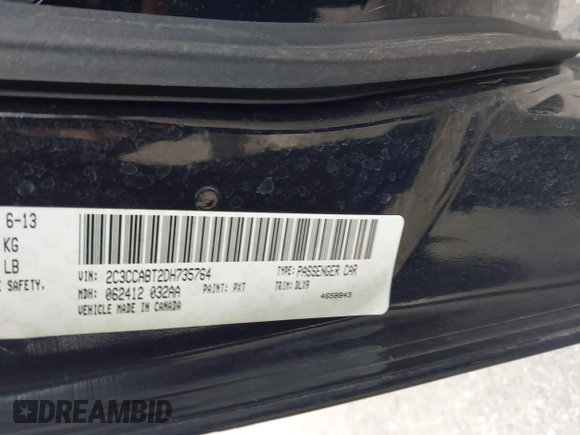 6-13
KG
LB
E SAFETY,
VIN: 2C3CCABT2DH735764
TYPE: PASSENGER CAR
MDH: 062412 032AA
PAINT: PXT
TRIM: DLX9
VEHICLE MADE IN CANADA
4658843
DREAMBID